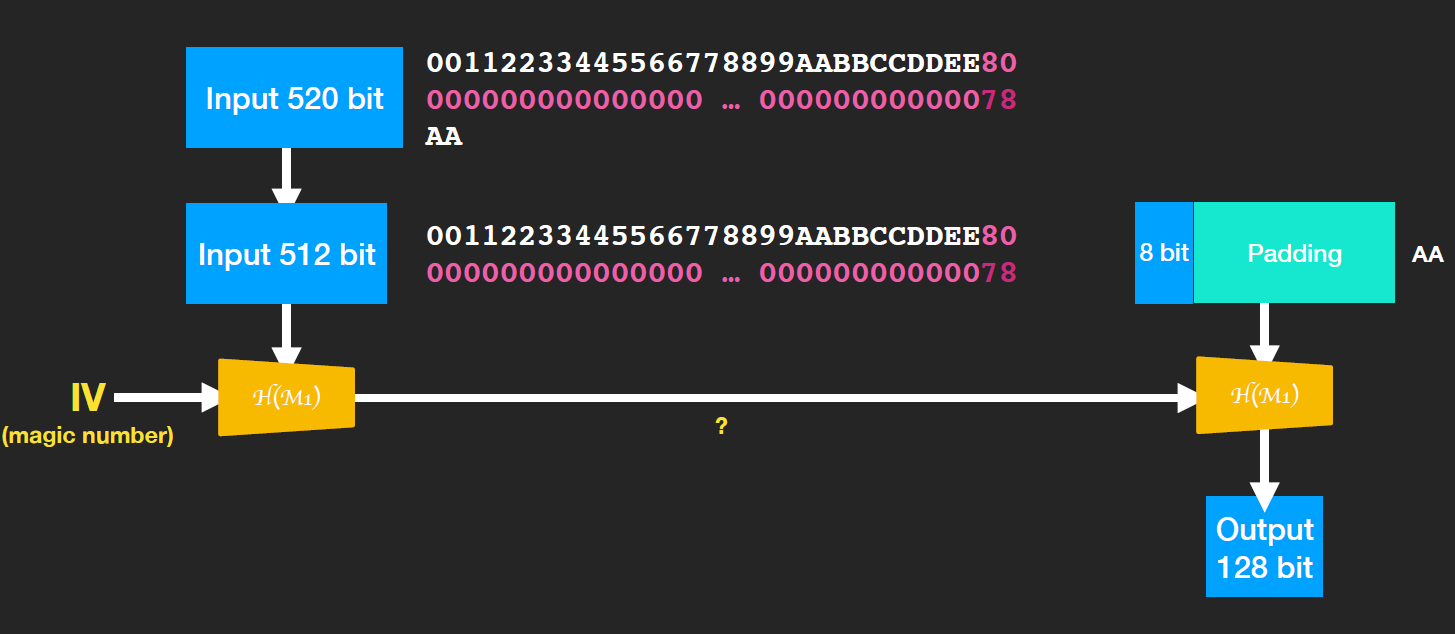 Input 520 bit
00112233445566778899AABBCCDDEE80
000000000000000 … 00000000000078
AA
Input 512 bit
00112233445566778899AABBCCDDEE80
000000000000000 … 00000000000078
8 bit
Padding
AA
IV
(magic number)
ℋ(ℳ1)
?
ℋ(ℳ1)
Output
128 bit